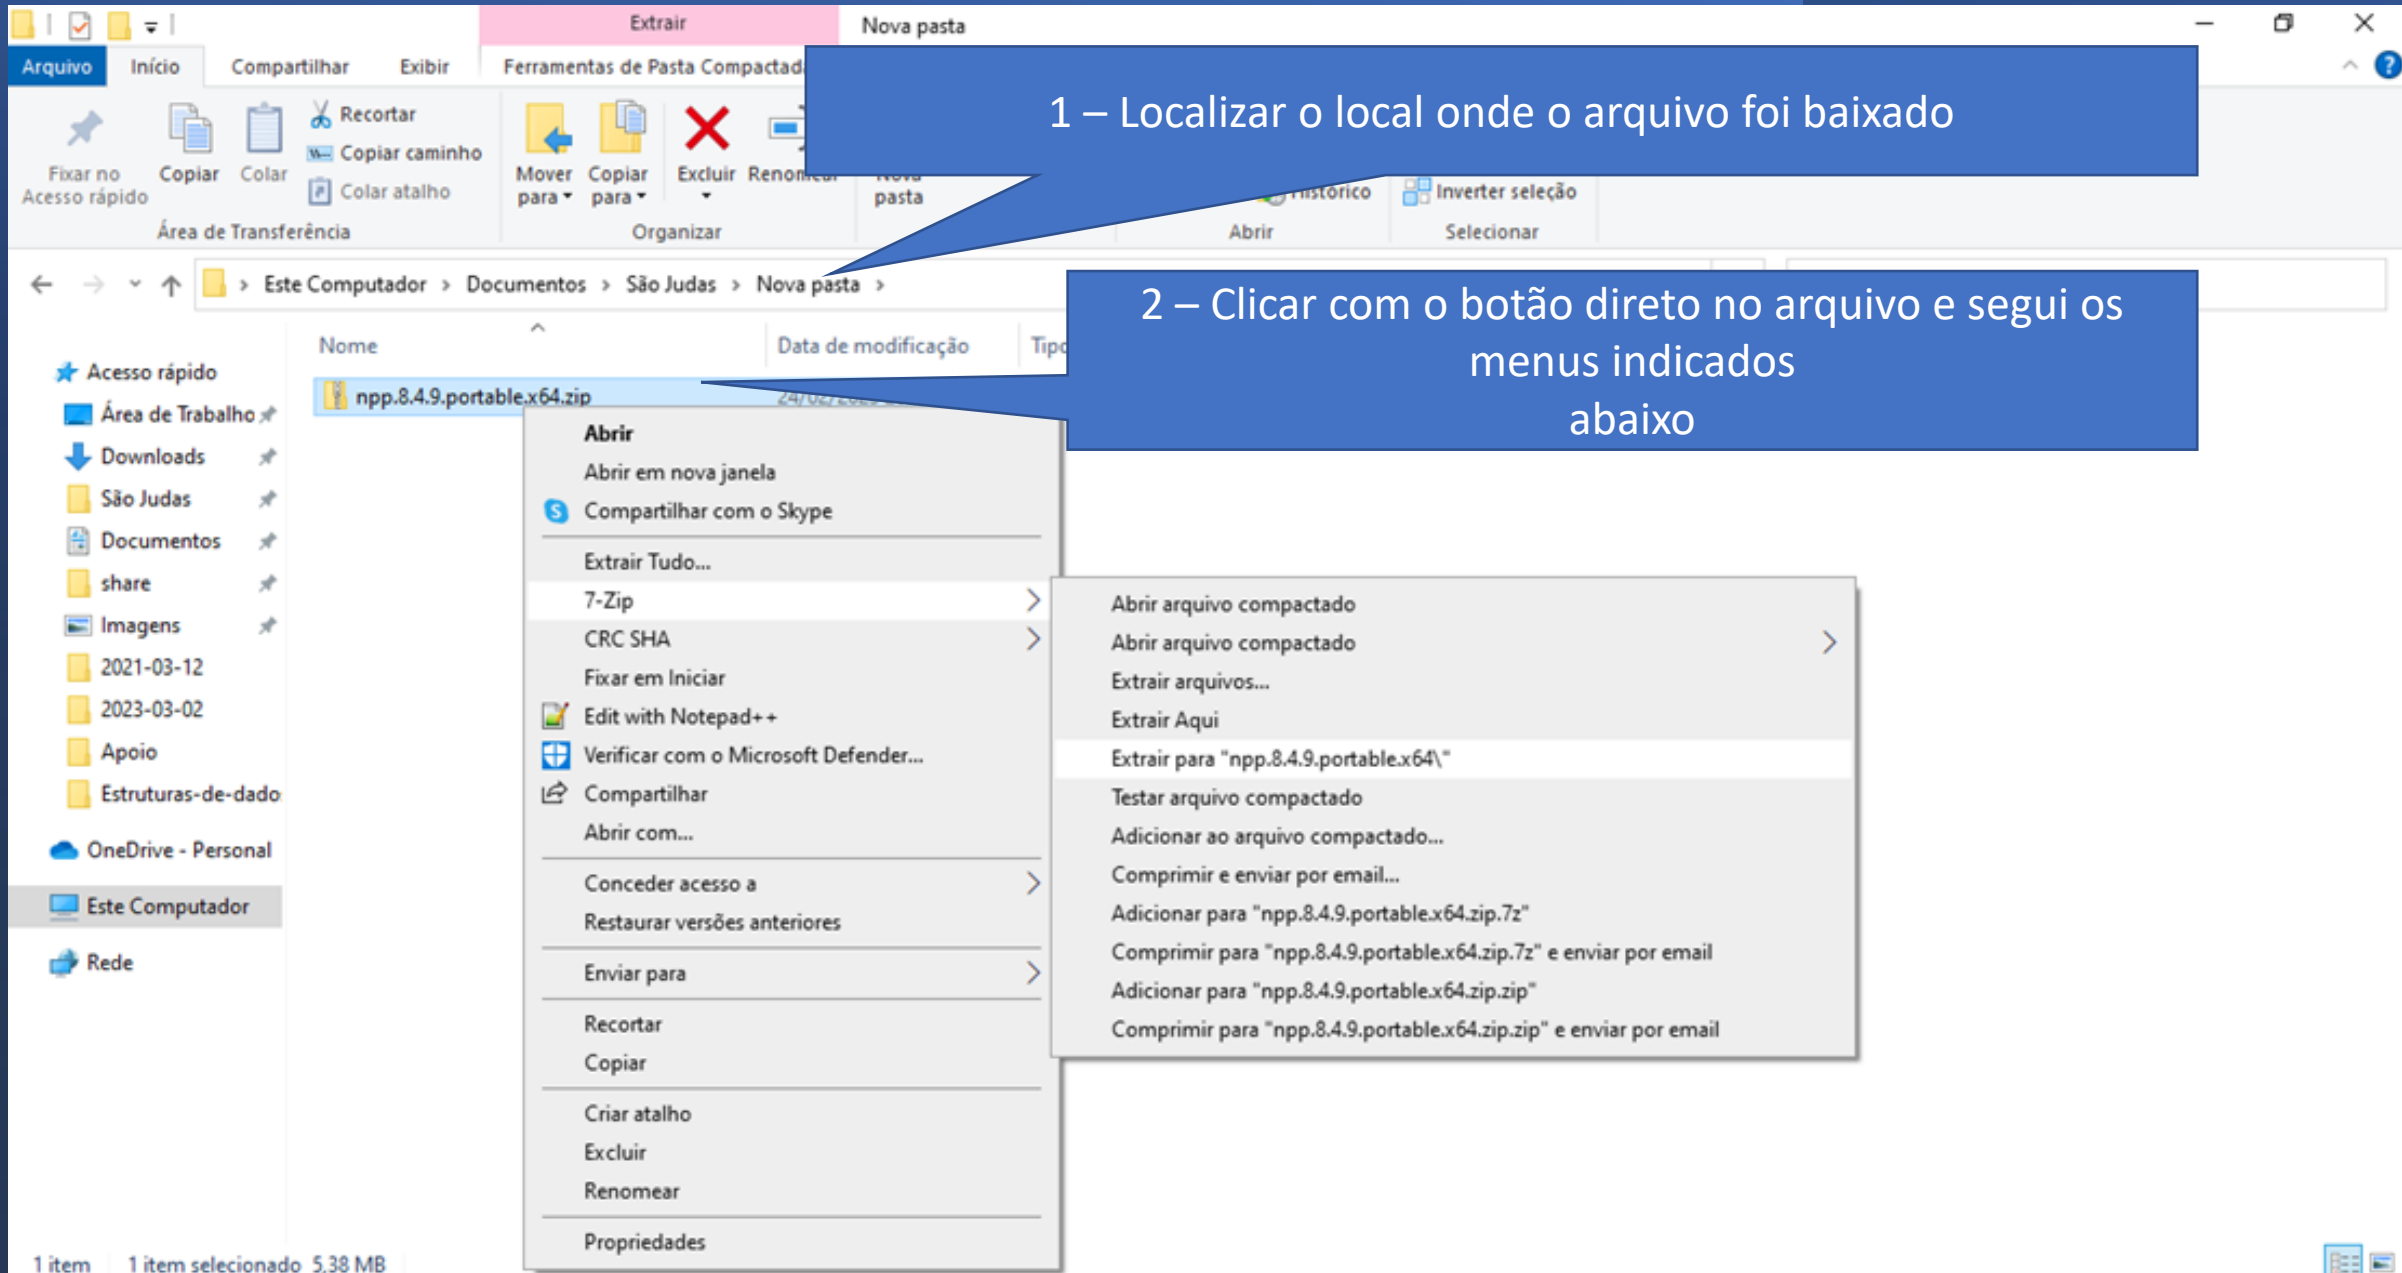 Extrair
Nova pasta
Arquivo
Início
Compartilhar
Exibir
Ferramentas de Pasta
1 – Localizar o local onde o arquivo foi baixado
Fixar no
Acesso rápido
Copiar
Colar
Recortar
Copiar caminho
Colar atalho
Mover
para
Copiar
para
Excluir
pasta
Histórico
Inverter seleção
Área de Transferência
Organizar
Abrir
Selecionar
Este Computador > Documentos > São Judas > Nova pasta >
2 – Clicar com o botão direto no arquivo e segui os
menus indicados
abaixo
Nome
Data de modificação
npp.8.4.9.portable.x64.zip
Acesso rápido
Área de Trabalho
Downloads
São Judas
Documentos
share
Imagens
2021-03-12
2023-03-02
Apoio
Estruturas-de-dado
OneDrive - Personal
Este Computador
Rede
Abrir
Abrir em nova janela
Compartilhar com o Skype
Extrair Tudo...
7-Zip
CRC SHA
Fixar em Iniciar
Edit with Notepad++
Verificar com o Microsoft Defender...
Compartilhar
Abrir com...
Conceder acesso a
Restaurar versões anteriores
Enviar para
Recortar
Copiar
Criar atalho
Excluir
Renomear
Propriedades
Abrir arquivo compactado
Abrir arquivo compactado
Extrair arquivos...
Extrair Aqui
Extrair para "npp.8.4.9.portable.x64\"
Testar arquivo compactado
Adicionar ao arquivo compactado...
Comprimir e enviar por email...
Adicionar para "npp.8.4.9.portable.x64.zip.7z"
Comprimir para "npp.8.4.9.portable.x64.zip.7z" e enviar por email
Adicionar para "npp.8.4.9.portable.x64.zip.zip"
Comprimir para "npp.8.4.9.portable.x64.zip.zip" e enviar por email
1 item
1 item selecionado 5,38 MB